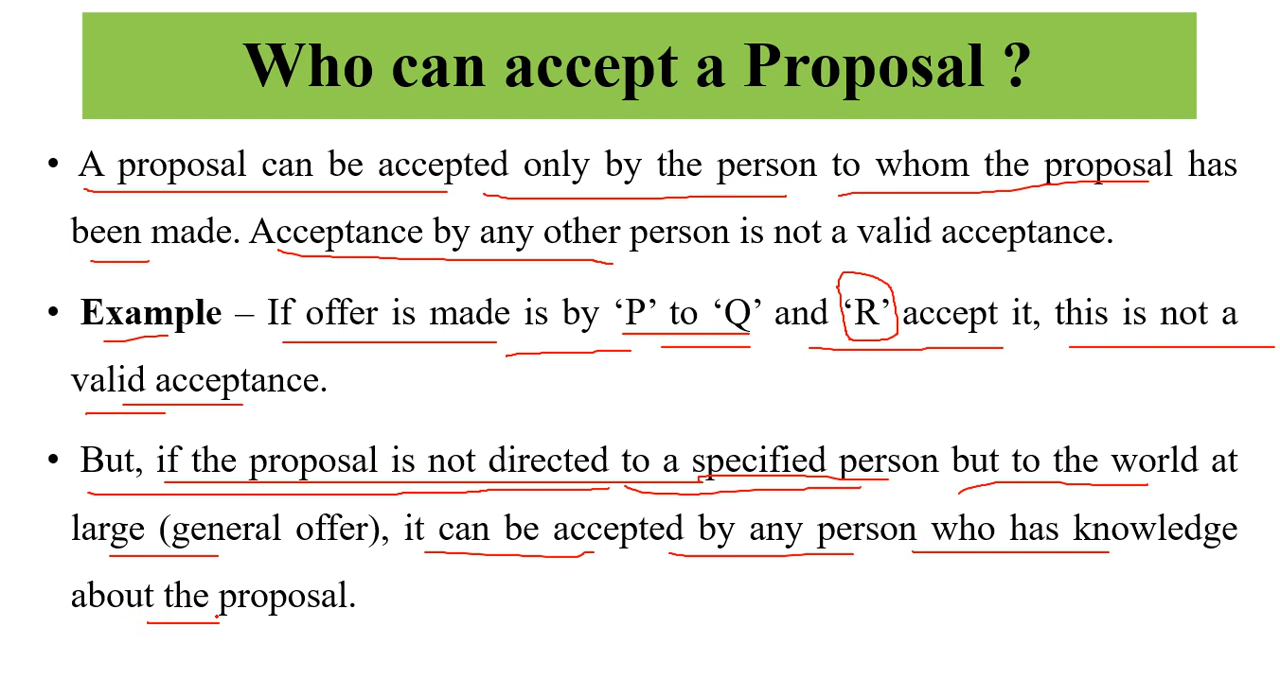 Who can accept a Proposal ?
• A proposal can be accepted only by the person to whom the proposal has
been made. Acceptance by any other person is not a valid acceptance.
• Example – If offer is made is by ‘P’ to ‘Q’ and ‘R’ accept it, this is not a
valid acceptance.
• But, if the proposal is not directed to a specified person but to the world at
large (general offer), it can be accepted by any person who has knowledge
about the proposal.